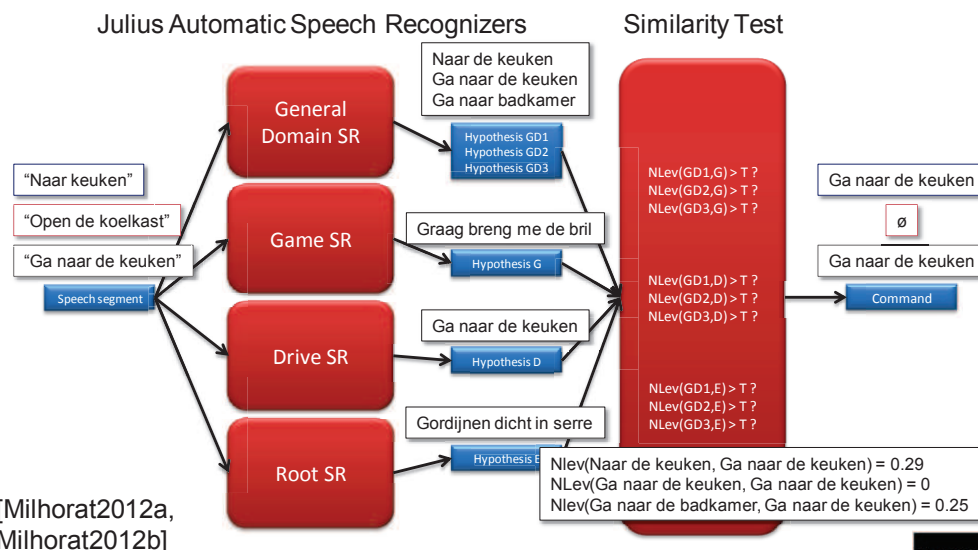 Julius Automatic Speech Recognizers
Similarity Test
General
Domain SR
Naar de keuken
Ga naar de keuken
Ga naar badkamer
Hypothesis GD1
Hypothesis GD2
Hypothesis GD3
"Naar keuken"
"Open de koelkast"
"Ga naar de keuken"
Speech segment
Game SR
Graag breng me de bril
Hypothesis G
Drive SR
Ga naar de keuken
Hypothesis D
Root SR
Gordijnen dicht in serre
Hypothesis E
NLev(GD1,G) > T ?
NLev(GD2,G) > T ?
NLev(GD3,G) > T ?
NLev(GD1,D) > T ?
NLev(GD2,D) > T ?
NLev(GD3,D) > T ?
NLev(GD1,E) > T ?
NLev(GD2,E) > T ?
NLev(GD3,E) > T ?
Nlev(Naar de keuken, Ga naar de keuken) = 0.29
NLev(Ga naar de keuken, Ga naar de keuken) = 0
Nlev(Ga naar de badkamer, Ga naar de keuken) = 0.25
Ga naar de keuken
ø
Ga naar de keuken
Command
[Milhorat2012a,
Milhorat2012b]